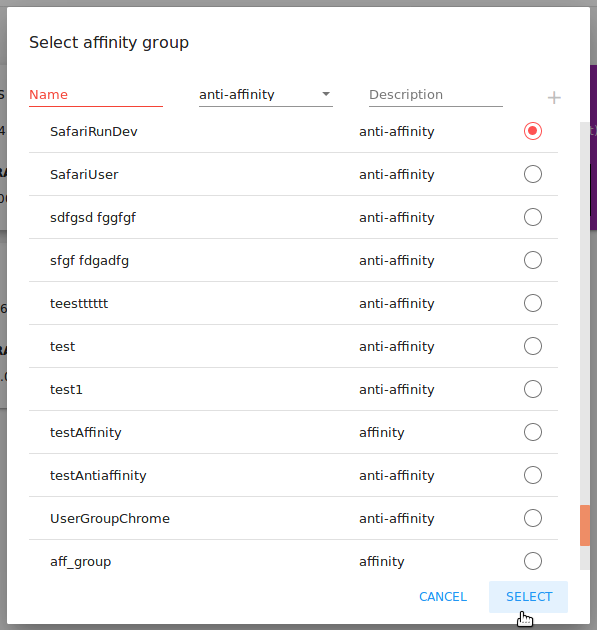 Select affinity group
Name anti-affinity Description +
SafariRunDev anti-affinity
SafariUser anti-affinity
sdfgsd fggfgf anti-affinity
sfgf fdgadfg anti-affinity
teestttttt anti-affinity
test anti-affinity
test1 anti-affinity
testAffinity affinity
testAntiaffinity anti-affinity
UserGroupChrome anti-affinity
aff_group affinity
CANCEL SELECT